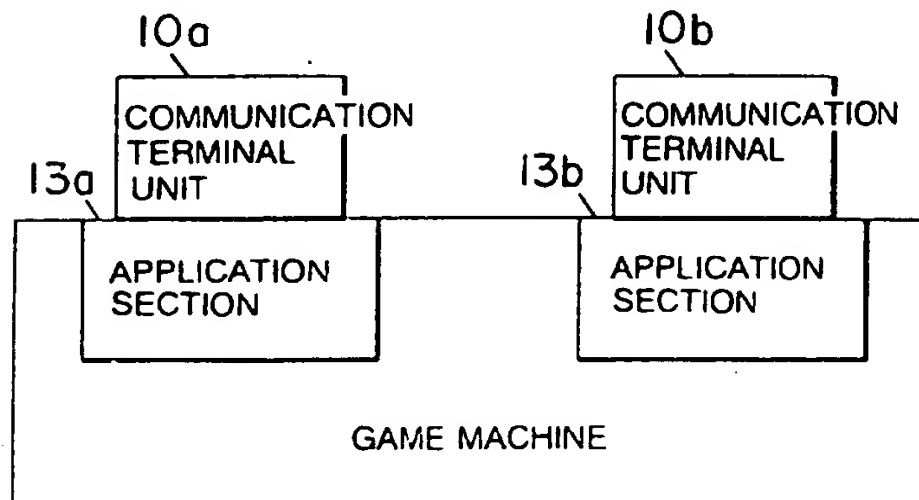 10a
10b
COMMUNICATION
TERMINAL
UNIT
COMMUNICATION
TERMINAL
UNIT
13a
13b
APPLICATION
SECTION
APPLICATION
SECTION
GAME MACHINE